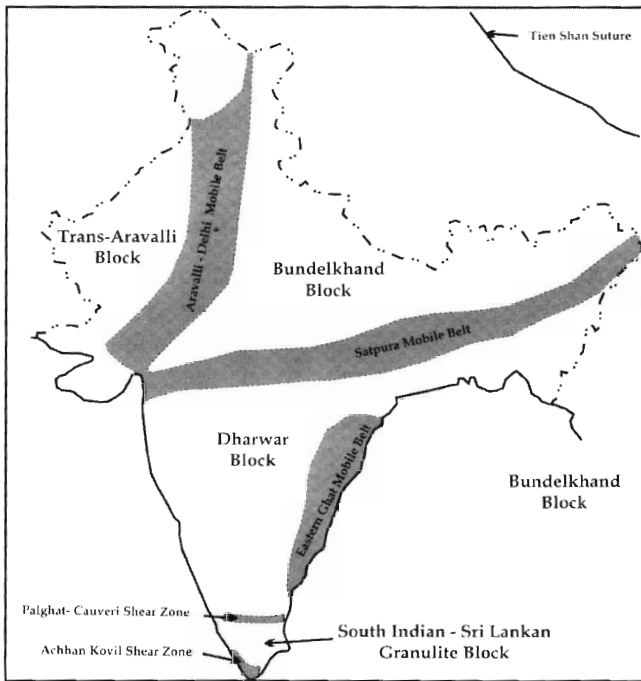 Tien Shan Suture
Trans-Aravalli
Block
Aravalli - Delhi Mobile Belt
Bundelkhand
Block
Satpura Mobile Belt
Dharwar
Block
Eastern Ghat Mobile Belt
Bundelkhand
Block
Palghat- Cauveri Shear Zone
South Indian - Sri Lankan
Granulite Block
Achhan Kovil Shear Zone